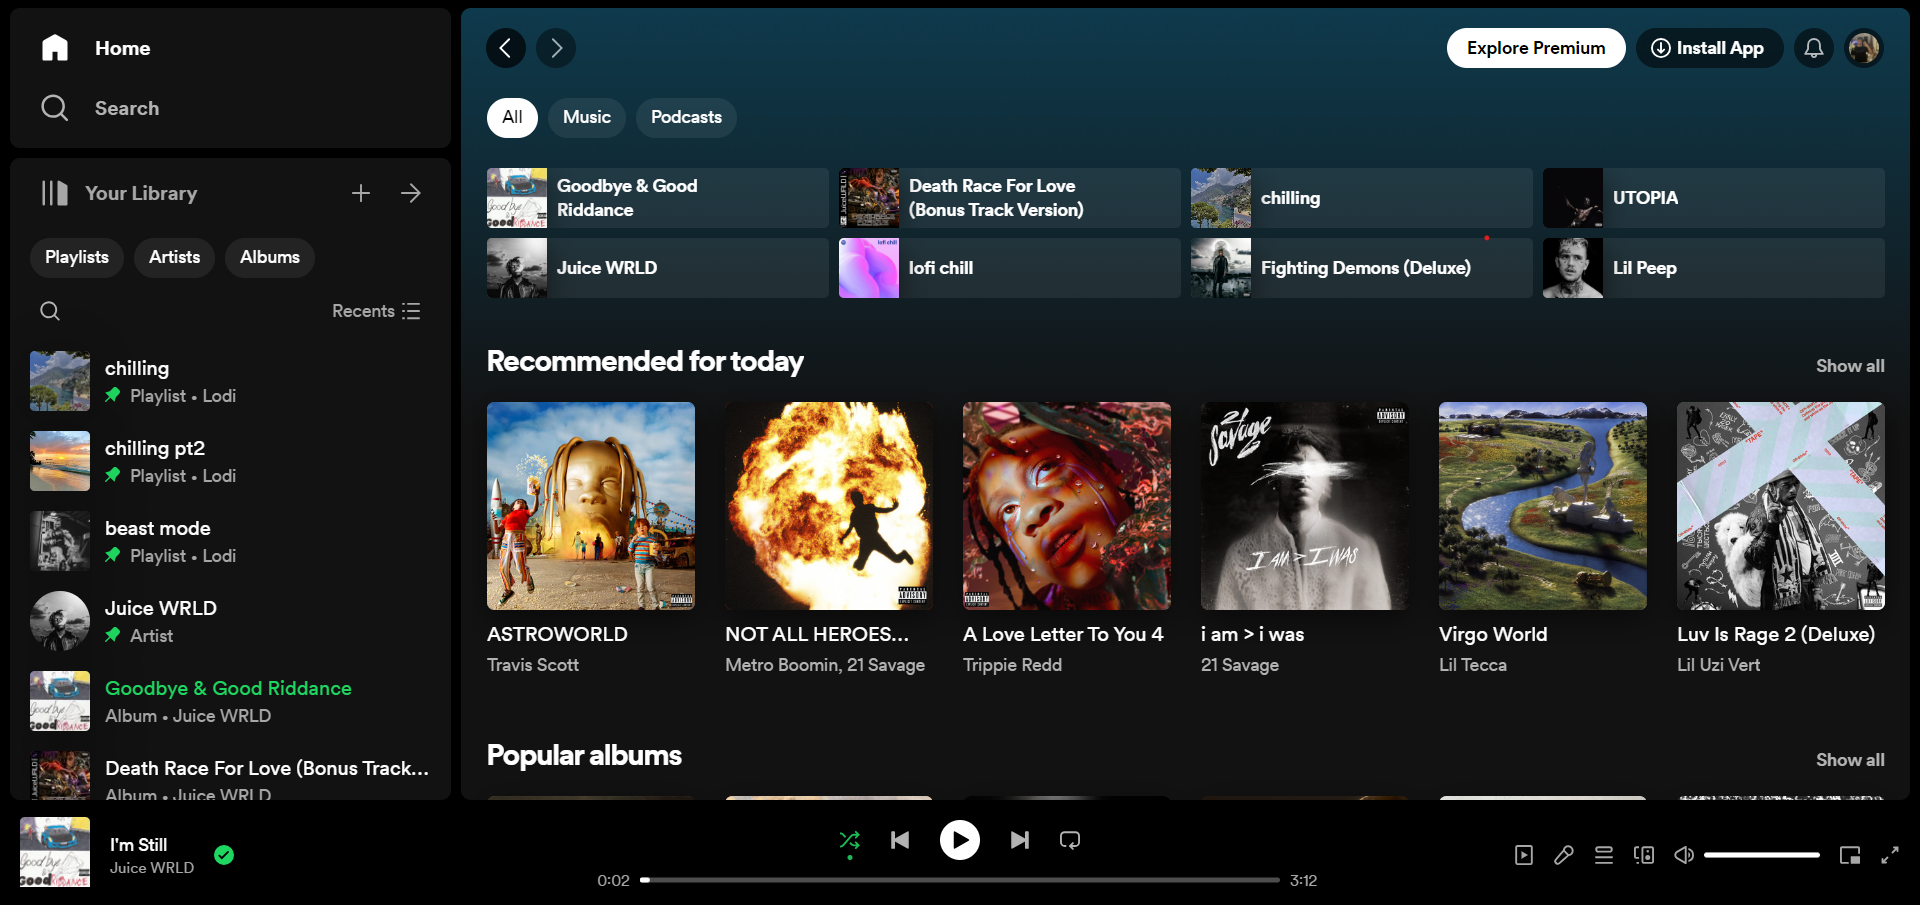 Home
Search
Your Library
Playlists
Artists
Albums
Recents
chilling
Playlist • Lodi
chilling pt2
Playlist • Lodi
beast mode
Playlist • Lodi
Juice WRLD
Artist
Goodbye & Good Riddance
Album • Juice WRLD
Death Race For Love (Bonus Track...
Album • Juice WRLD
Explore Premium
Install App
All
Music
Podcasts
Goodbye & Good
Riddance
Death Race For Love
(Bonus Track Version)
chilling
UTOPIA
Juice WRLD
lofi chill
lofi chill
Fighting Demons (Deluxe)
Lil Peep
Recommended for today
Show all
21
Savage
I AM > I WAS
ASTROWORLD
Travis Scott
NOT ALL HEROES...
Metro Boomin, 21 Savage
A Love Letter To You 4
Trippie Redd
i am > i was
21 Savage
Virgo World
Lil Tecca
Luv Is Rage 2 (Deluxe)
Lil Uzi Vert
Popular albums
Show all
I'm Still
Juice WRLD
0:02
3:12